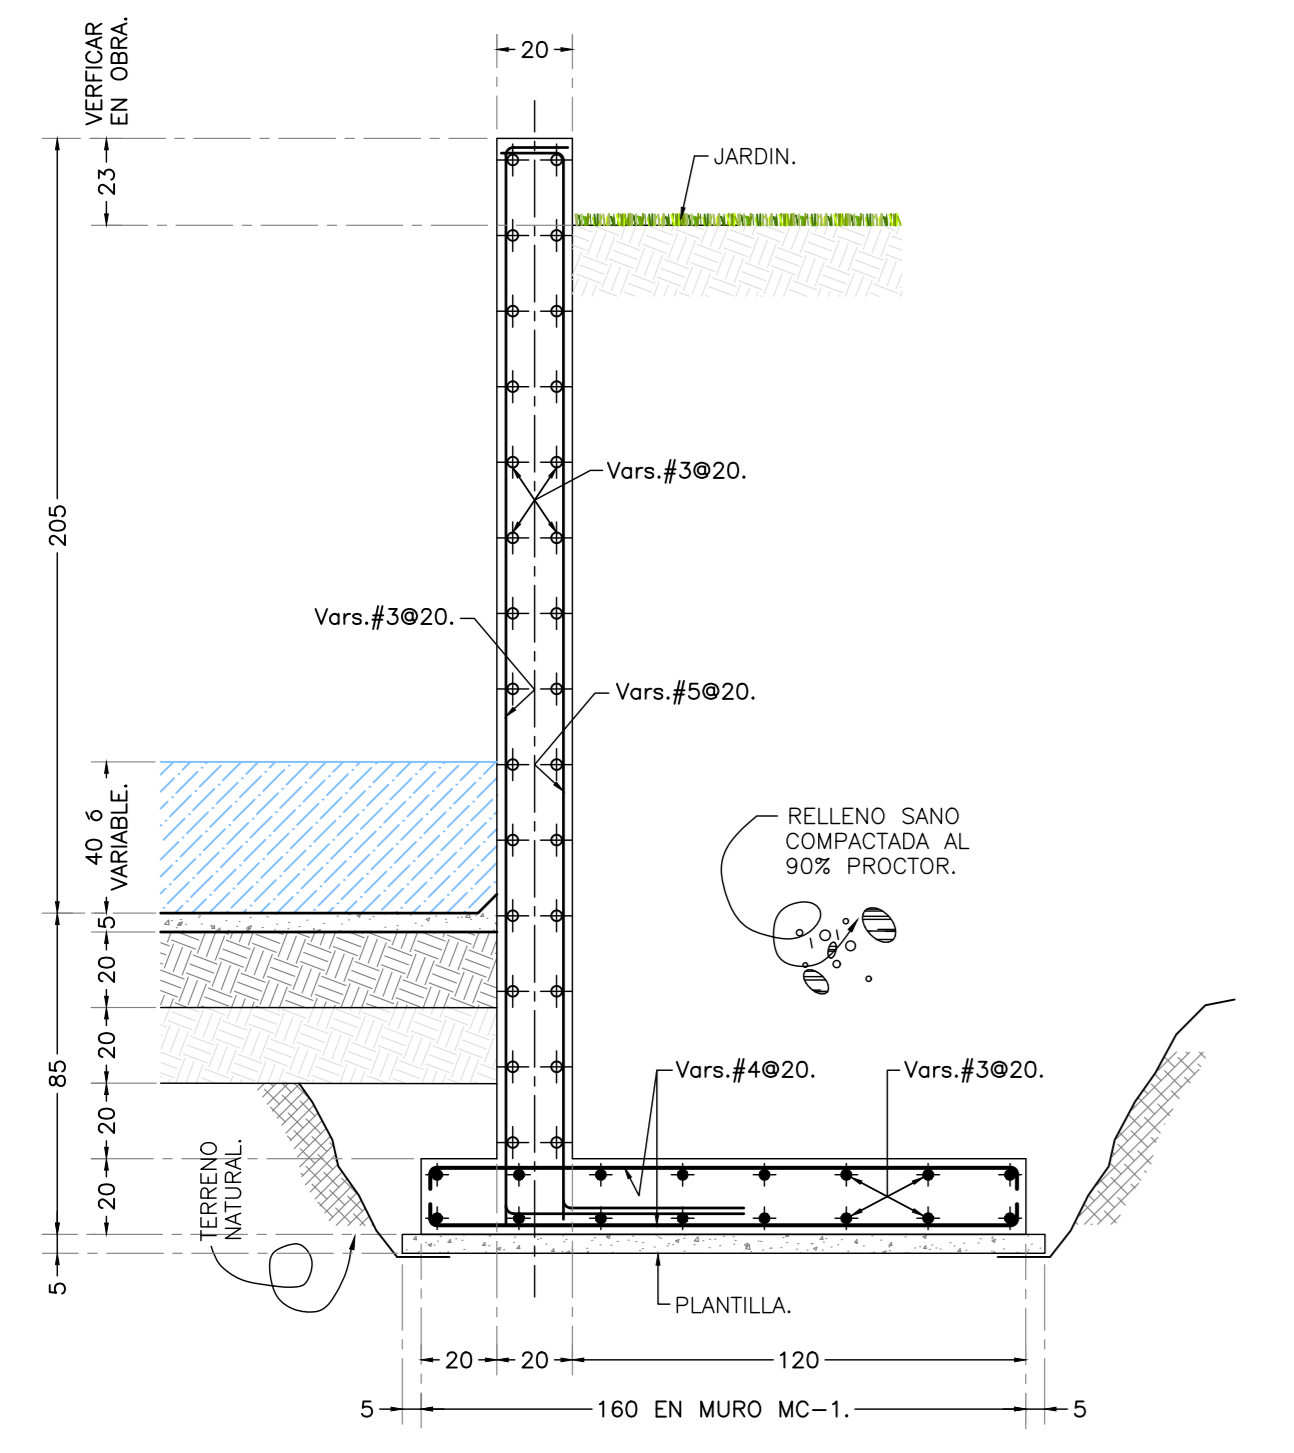 VERFICAR
EN OBRA.
20
23
JARDIN.
205
Vars.#3@20.
Vars.#3@20.
Vars.#5@20.
40 ó
VARIABLE.
RELLENO SANO
COMPACTADA AL
90% PROCTOR.
5
20
20
85
Vars.#4@20.
Vars.#3@20.
20
TERRENO
NATURAL.
20
5
PLANTILLA.
20
20
120
5
160 EN MURO MC-1.
5